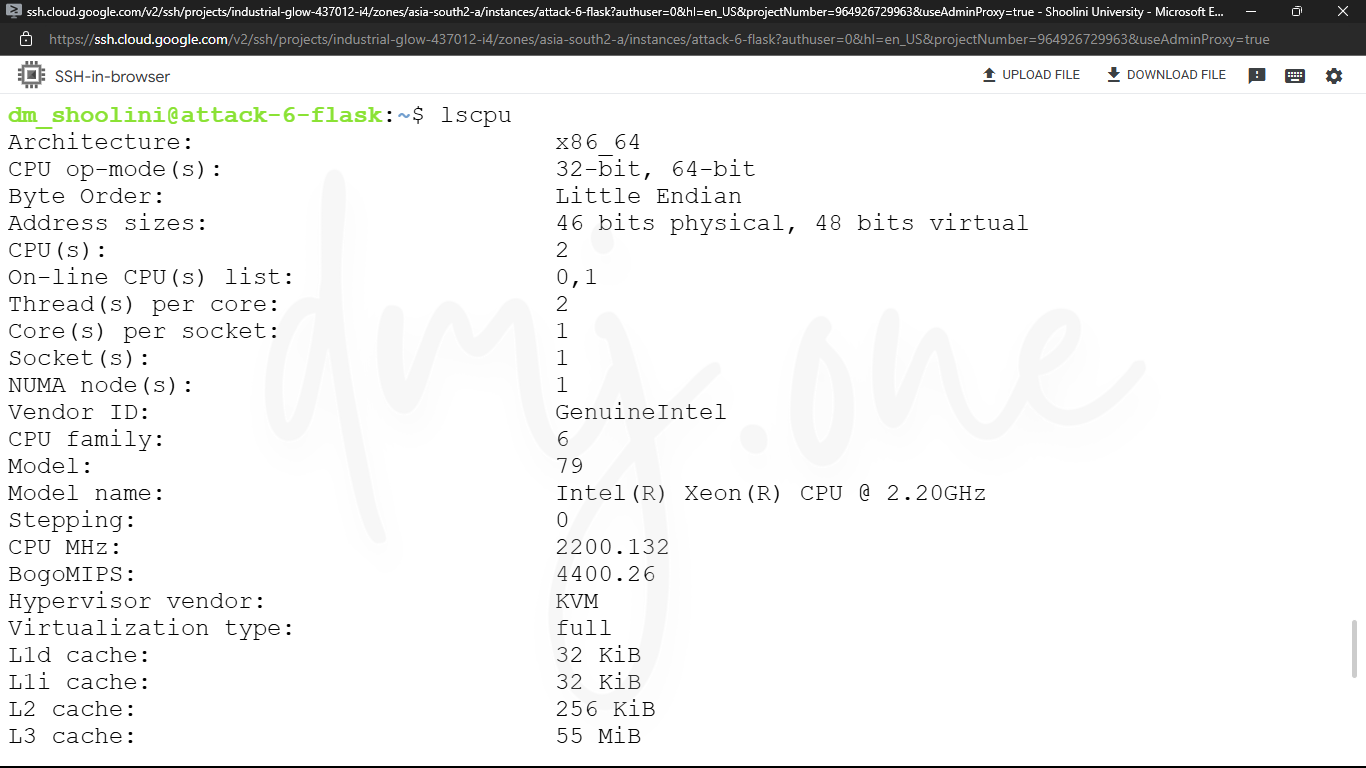 ssh.cloud.google.com/v2/ssh/projects/industrial-glow-437012-i4/zones/asia-south2-a/instances/attack-6-flask?authuser=0&hl=en_US&projectNumber=964926729963&useAdminProxy=true - Shoolini University - Microsoft E...
https://ssh.cloud.google.com/v2/ssh/projects/industrial-glow-437012-i4/zones/asia-south2-a/instances/attack-6-flask?authuser=0&hl=en_US&projectNumber=964926729963&useAdminProxy=true
SSH-in-browser UPLOAD FILE DOWNLOAD FILE
dm_shoolini@attack-6-flask:~$ lscpu
Architecture: x86_64
CPU op-mode(s): 32-bit, 64-bit
Byte Order: Little Endian
Address sizes: 46 bits physical, 48 bits virtual
CPU(s): 2
On-line CPU(s) list: 0,1
Thread(s) per core: 2
Core(s) per socket: 1
Socket(s): 1
NUMA node(s): 1
Vendor ID: GenuineIntel
CPU family: 6
Model: 79
Model name: Intel(R) Xeon(R) CPU @ 2.20GHz
Stepping: 0
CPU MHz: 2200.132
BogoMIPS: 4400.26
Hypervisor vendor: KVM
Virtualization type: full
L1d cache: 32 KiB
L1i cache: 32 KiB
L2 cache: 256 KiB
L3 cache: 55 MiB
dmj.one